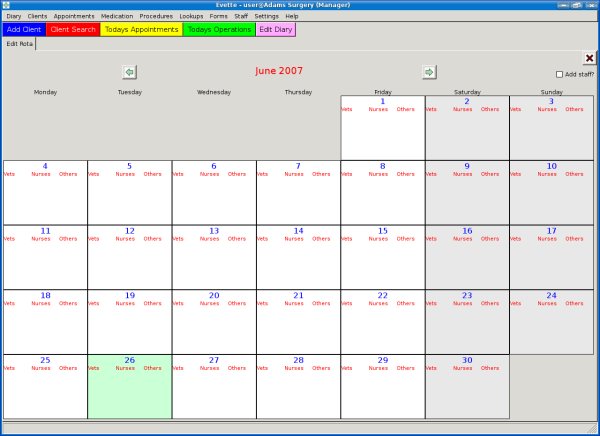 Evette - user@Adams Surgery (Manager)
Diary Clients Appointments Medication Procedures Lookups Forms Staff Settings Help
Add Client Client Search Todays Appointments Todays Operations Edit Diary
Edit Rota
June 2007
Add staff?
Monday Tuesday Wednesday Thursday Friday Saturday Sunday
1 2 3
Vets Nurses Others Vets Nurses Others Vets Nurses Others
4 5 6 7 8 9 10
Vets Nurses Others Vets Nurses Others Vets Nurses Others Vets Nurses Others Vets Nurses Others Vets Nurses Others Vets Nurses Others
11 12 13 14 15 16 17
Vets Nurses Others Vets Nurses Others Vets Nurses Others Vets Nurses Others Vets Nurses Others Vets Nurses Others Vets Nurses Others
18 19 20 21 22 23 24
Vets Nurses Others Vets Nurses Others Vets Nurses Others Vets Nurses Others Vets Nurses Others Vets Nurses Others Vets Nurses Others
25 26 27 28 29 30
Vets Nurses Others Vets Nurses Others Vets Nurses Others Vets Nurses Others Vets Nurses Others Vets Nurses Others